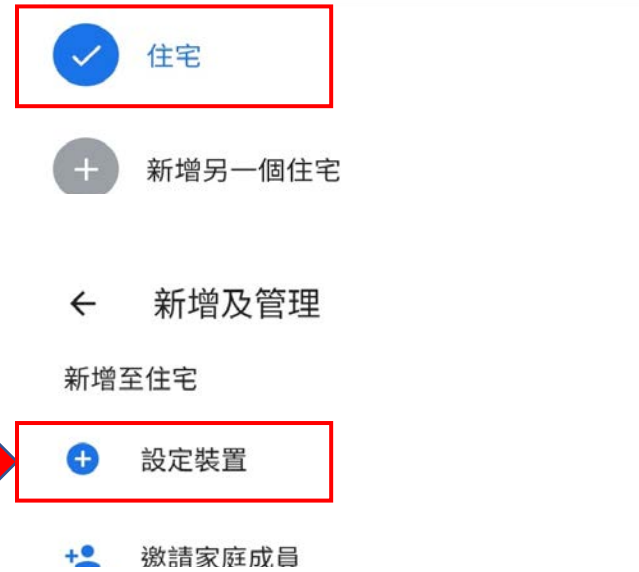 住宅
新增另一個住宅
新增及管理
新增至住宅
設定裝置
邀請家庭成員